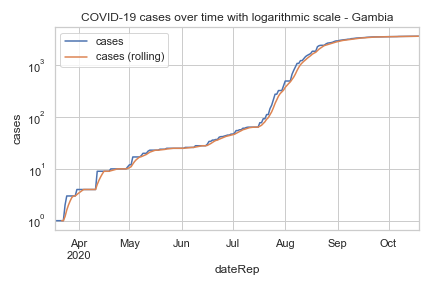 COVID-19 cases over time with logarithmic scale - Gambia
cases
cases (rolling)
10³
10²
10¹
10⁰
cases
Apr
2020
May
Jun
Jul
Aug
Sep
Oct
dateRep